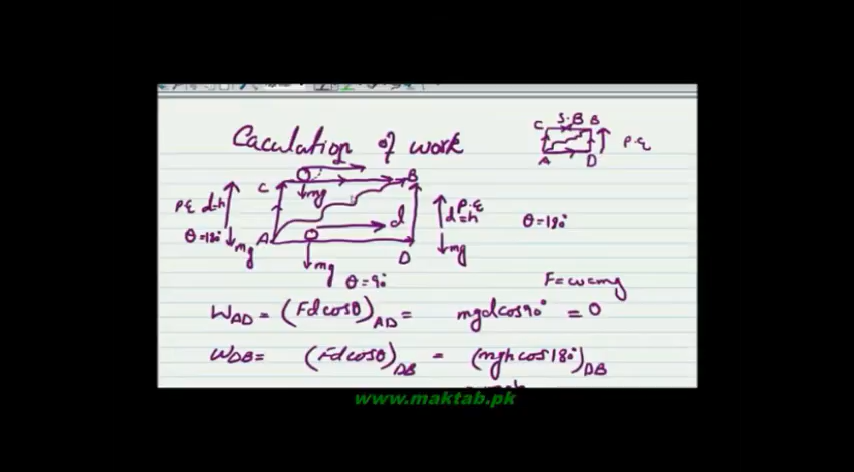 Caculation of work
C S.B B
A D P.E
C B
mg
P.E d=h
θ=180°
mg
A
d
D
mg
θ=90°
P.E
d=h
mg
θ=180°
F=w=mg
WAD = (Fdcosθ)AD = mgdcos90° = 0
WDB = (Fdcosθ)DB = (mghcos180°)DB
www.maktab.pk